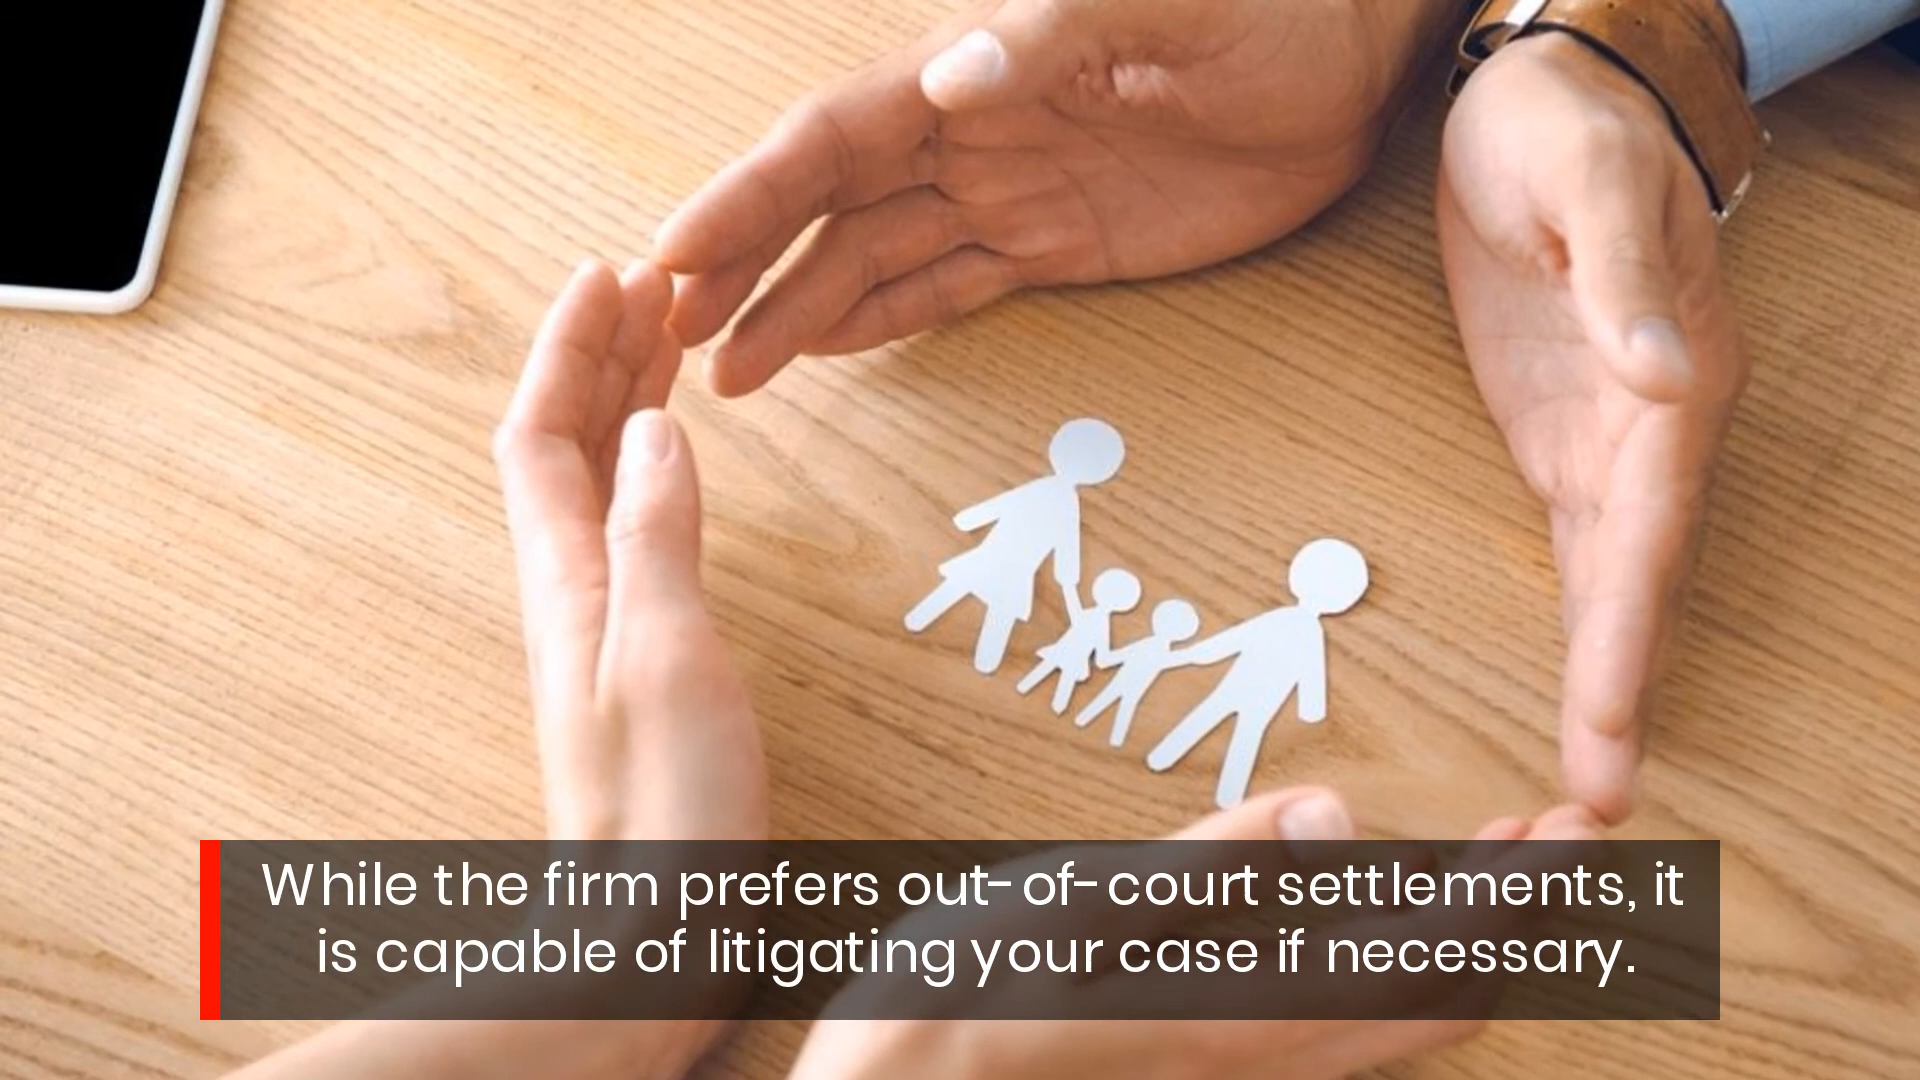 While the firm prefers out-of-court settlements, it
is capable of litigating your case if necessary.